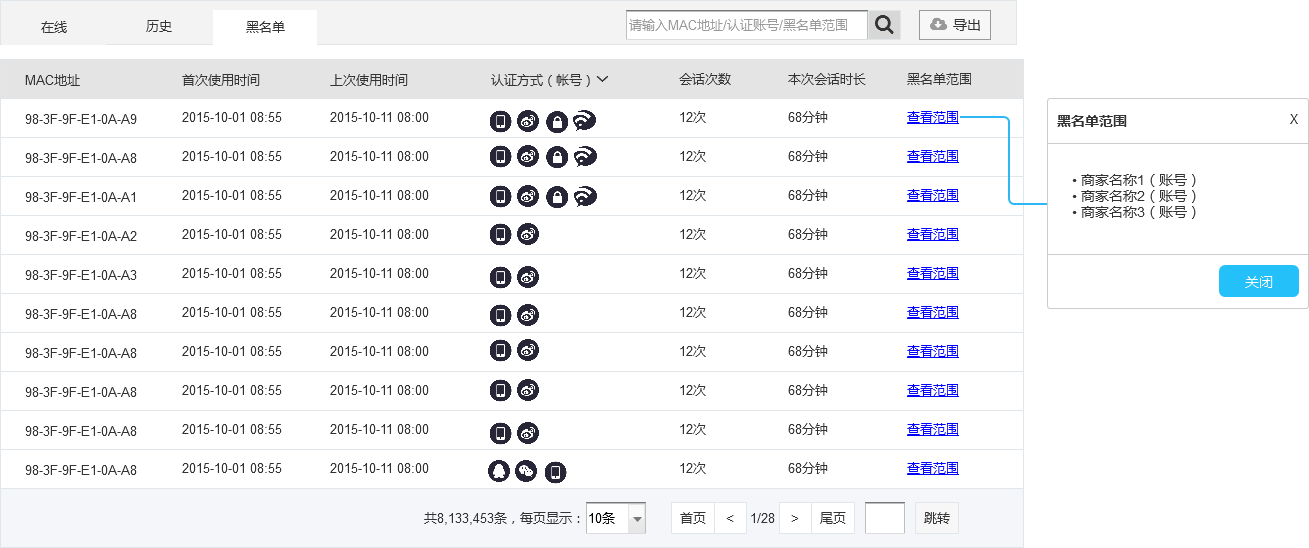 在线 历史 黑名单 请输入MAC地址/认证账号/黑名单范围 导出
MAC地址 首次使用时间 上次使用时间 认证方式（帐号） 会话次数 本次会话时长 黑名单范围
98-3F-9F-E1-0A-A9 2015-10-01 08:55 2015-10-11 08:00 12次 68分钟 查看范围
98-3F-9F-E1-0A-A8 2015-10-01 08:55 2015-10-11 08:00 12次 68分钟 查看范围
98-3F-9F-E1-0A-A1 2015-10-01 08:55 2015-10-11 08:00 12次 68分钟 查看范围
98-3F-9F-E1-0A-A2 2015-10-01 08:55 2015-10-11 08:00 12次 68分钟 查看范围
98-3F-9F-E1-0A-A3 2015-10-01 08:55 2015-10-11 08:00 12次 68分钟 查看范围
98-3F-9F-E1-0A-A8 2015-10-01 08:55 2015-10-11 08:00 12次 68分钟 查看范围
98-3F-9F-E1-0A-A8 2015-10-01 08:55 2015-10-11 08:00 12次 68分钟 查看范围
98-3F-9F-E1-0A-A8 2015-10-01 08:55 2015-10-11 08:00 12次 68分钟 查看范围
98-3F-9F-E1-0A-A8 2015-10-01 08:55 2015-10-11 08:00 12次 68分钟 查看范围
98-3F-9F-E1-0A-A8 2015-10-01 08:55 2015-10-11 08:00 12次 68分钟 查看范围
共8,133,453条，每页显示： 10条 首页 < 1/28 > 尾页 跳转
黑名单范围 X
• 商家名称1（账号）
• 商家名称2（账号）
• 商家名称3（账号）
关闭